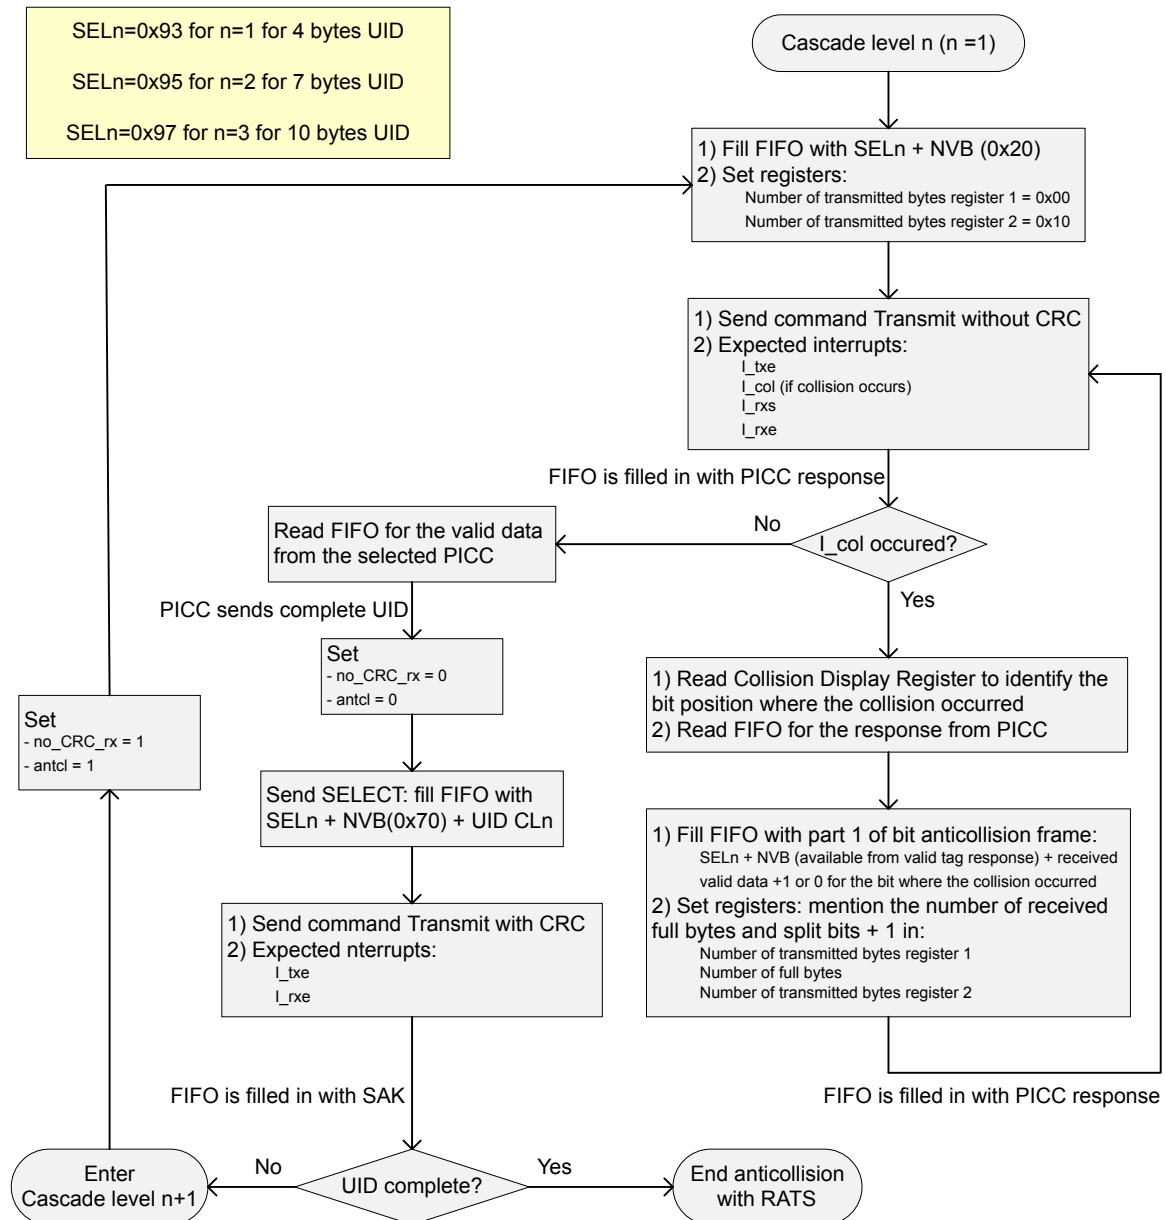 SELn=0x93 for n=1 for 4 bytes UID
SELn=0x95 for n=2 for 7 bytes UID
SELn=0x97 for n=3 for 10 bytes UID
Cascade level n (n =1)
1) Fill FIFO with SELn + NVB (0x20)
2) Set registers:
Number of transmitted bytes register 1 = 0x00
Number of transmitted bytes register 2 = 0x10
1) Send command Transmit without CRC
2) Expected interrupts:
I_txe
I_col (if collision occurs)
I_rxs
I_rxe
FIFO is filled in with PICC response
I_col occured?
No
Yes
Read FIFO for the valid data
from the selected PICC
PICC sends complete UID
Set
- no_CRC_rx = 0
- antcl = 0
Send SELECT: fill FIFO with
SELn + NVB(0x70) + UID CLn
1) Send command Transmit with CRC
2) Expected nterrupts:
I_txe
I_rxe
FIFO is filled in with SAK
UID complete?
No
Yes
Enter
Cascade level n+1
Set
- no_CRC_rx = 1
- antcl = 1
End anticollision
with RATS
1) Read Collision Display Register to identify the
bit position where the collision occurred
2) Read FIFO for the response from PICC
1) Fill FIFO with part 1 of bit anticollision frame:
SELn + NVB (available from valid tag response) + received
valid data +1 or 0 for the bit where the collision occurred
2) Set registers: mention the number of received
full bytes and split bits + 1 in:
Number of transmitted bytes register 1
Number of full bytes
Number of transmitted bytes register 2
FIFO is filled in with PICC response